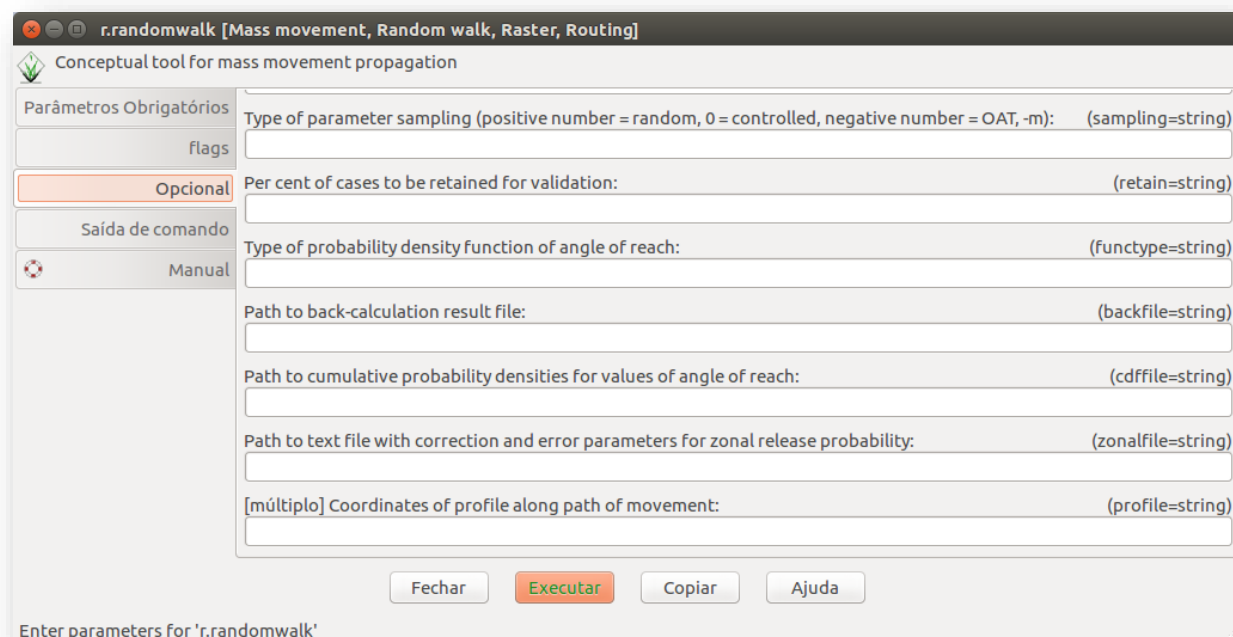 r.randomwalk [Mass movement, Random walk, Raster, Routing]
Conceptual tool for mass movement propagation
Parâmetros Obrigatórios
flags
Opcional
Saída de comando
Manual
Type of parameter sampling (positive number = random, 0 = controlled, negative number = OAT, -m): (sampling=string)
Per cent of cases to be retained for validation: (retain=string)
Type of probability density function of angle of reach: (functype=string)
Path to back-calculation result file: (backfile=string)
Path to cumulative probability densities for values of angle of reach: (cdffile=string)
Path to text file with correction and error parameters for zonal release probability: (zonalfile=string)
[múltiplo] Coordinates of profile along path of movement: (profile=string)
Fechar Executar Copiar Ajuda
Enter parameters for 'r.randomwalk'